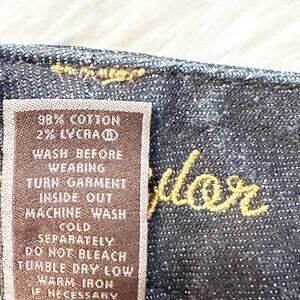 98% COTTON
2% LYCRA®
WASH BEFORE
WEARING
TURN GARMENT
INSIDE OUT
MACHINE WASH
COLD
SEPARATELY
DO NOT BLEACH
TUMBLE DRY LOW
WARM IRON
IF NECESSARY